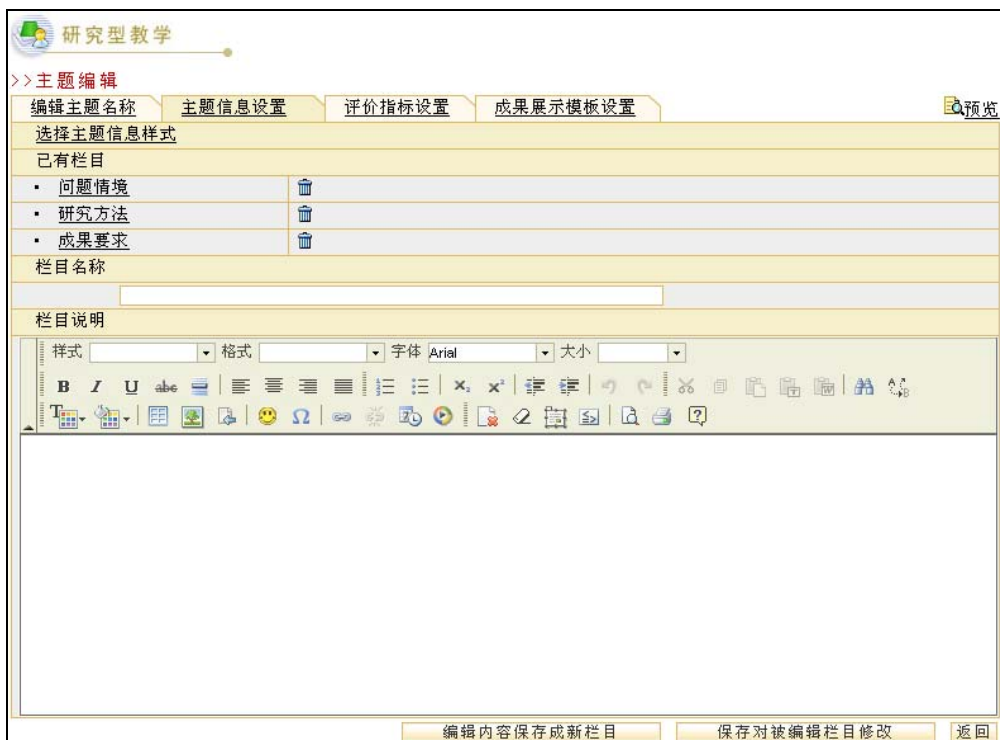 研究型教学
>>主题编辑
编辑主题名称 主题信息设置 评价指标设置 成果展示模板设置 预览
选择主题信息样式
已有栏目
▪ 问题情境
▪ 研究方法
▪ 成果要求
栏目名称
栏目说明
样式 格式 字体 Arial 大小
B I U abc
编辑内容保存成新栏目 保存对被编辑栏目修改 返回